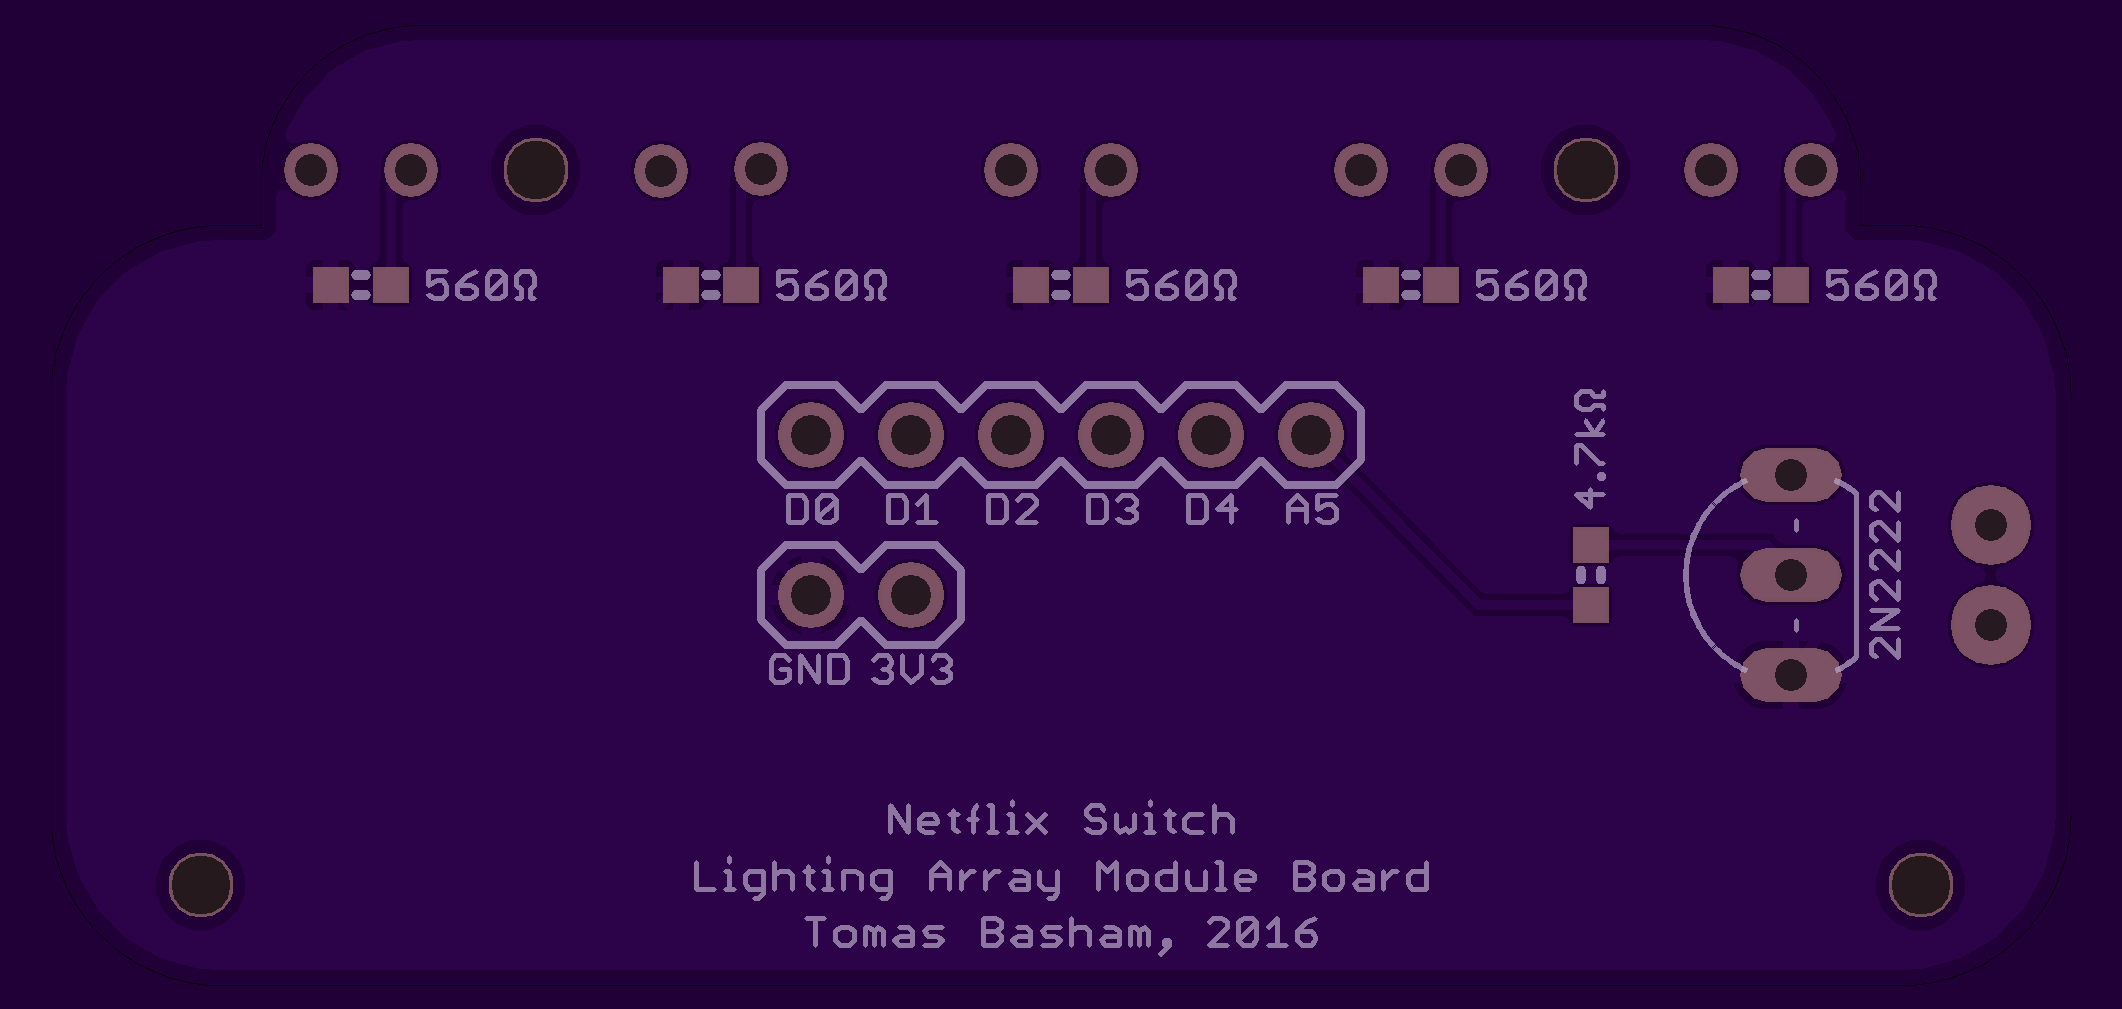 560Ω 560Ω 560Ω 560Ω 560Ω
4.7kΩ
D0 D1 D2 D3 D4 A5
2N2222
GND 3V3
Netflix Switch
Lighting Array Module Board
Tomas Basham, 2016